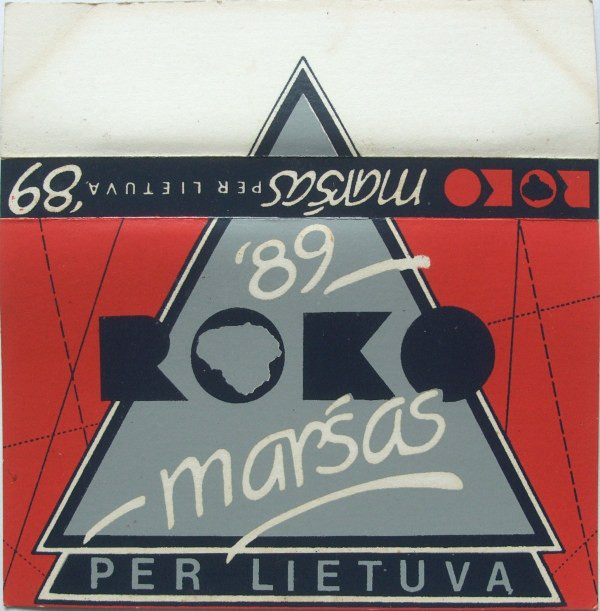 ROKO maršas PER LIETUVĄ '89
'89
ROKO
maršas
PER LIETUVĄ